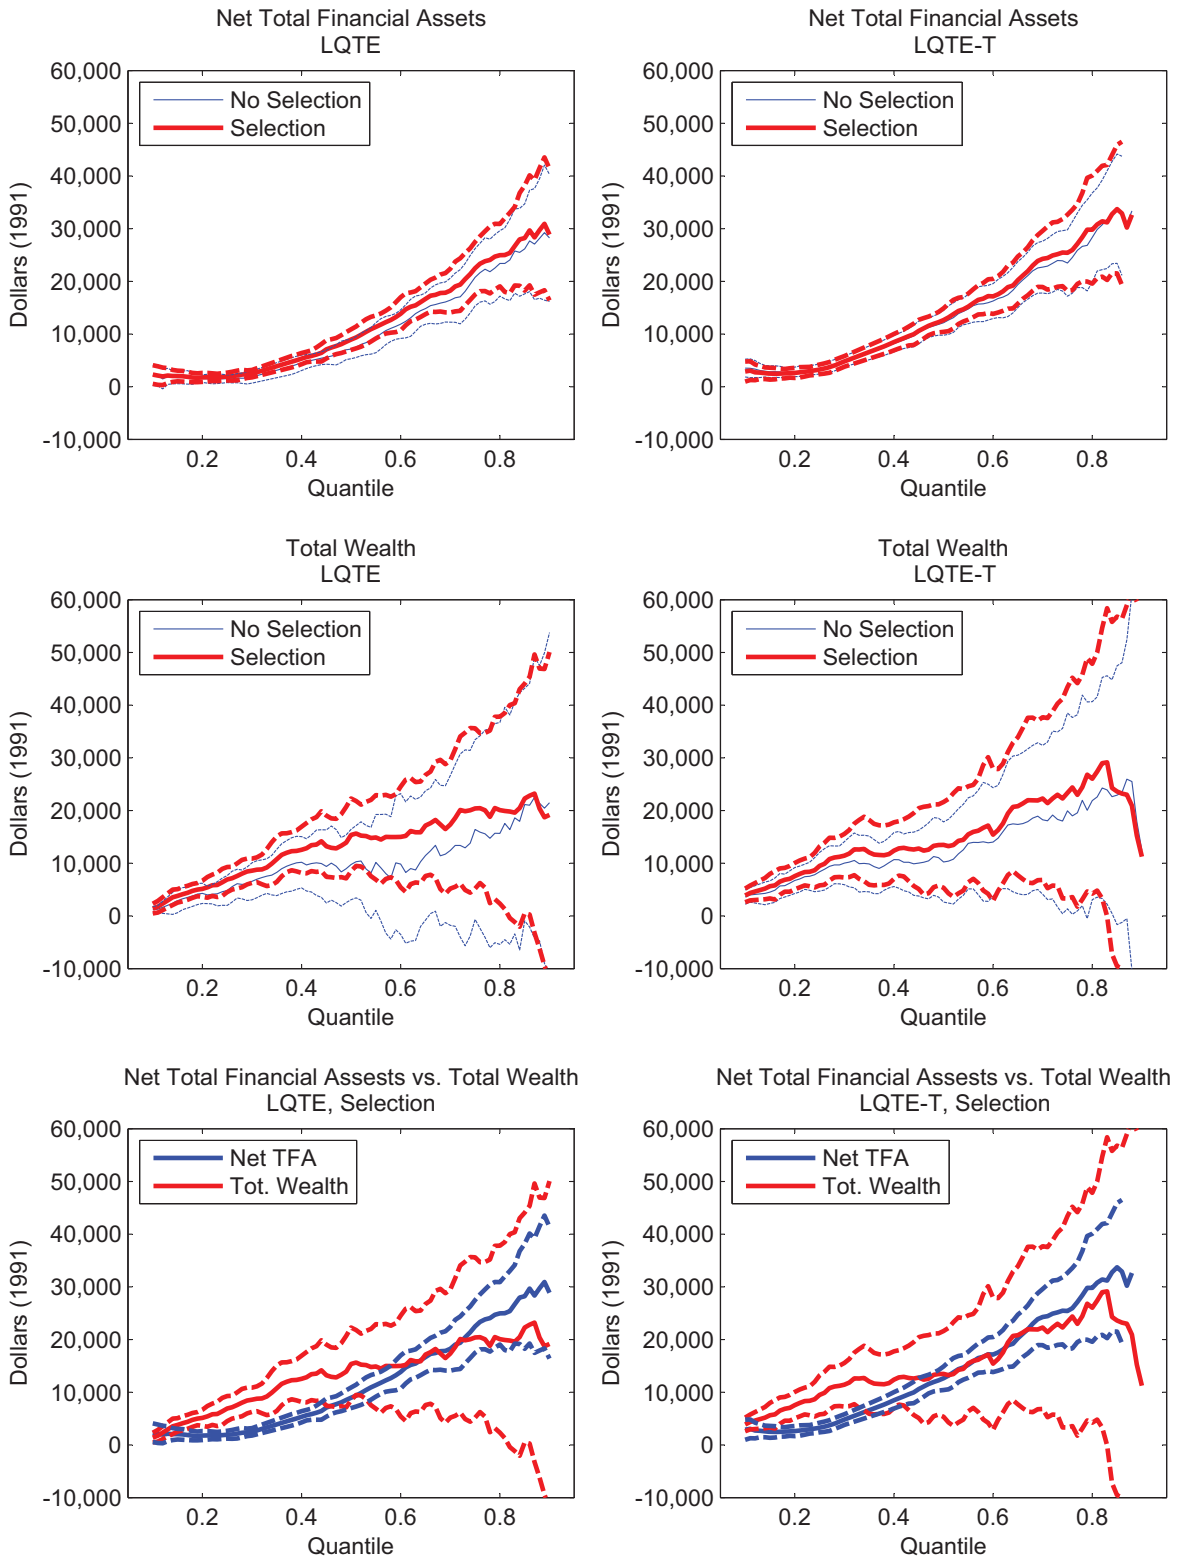 Net Total Financial Assets
LQTE
60,000
50,000
40,000
30,000
20,000
10,000
0
-10,000
0.2
0.4
0.6
0.8
Quantile
Dollars (1991)
No Selection
Selection
Net Total Financial Assets
LQTE-T
60,000
50,000
40,000
30,000
20,000
10,000
0
-10,000
0.2
0.4
0.6
0.8
Quantile
Dollars (1991)
No Selection
Selection
Total Wealth
LQTE
60,000
50,000
40,000
30,000
20,000
10,000
0
-10,000
0.2
0.4
0.6
0.8
Quantile
Dollars (1991)
No Selection
Selection
Total Wealth
LQTE-T
60,000
50,000
40,000
30,000
20,000
10,000
0
-10,000
0.2
0.4
0.6
0.8
Quantile
Dollars (1991)
No Selection
Selection
Net Total Financial Assests vs. Total Wealth
LQTE, Selection
60,000
50,000
40,000
30,000
20,000
10,000
0
-10,000
0.2
0.4
0.6
0.8
Quantile
Dollars (1991)
Net TFA
Tot. Wealth
Net Total Financial Assests vs. Total Wealth
LQTE-T, Selection
60,000
50,000
40,000
30,000
20,000
10,000
0
-10,000
0.2
0.4
0.6
0.8
Quantile
Dollars (1991)
Net TFA
Tot. Wealth